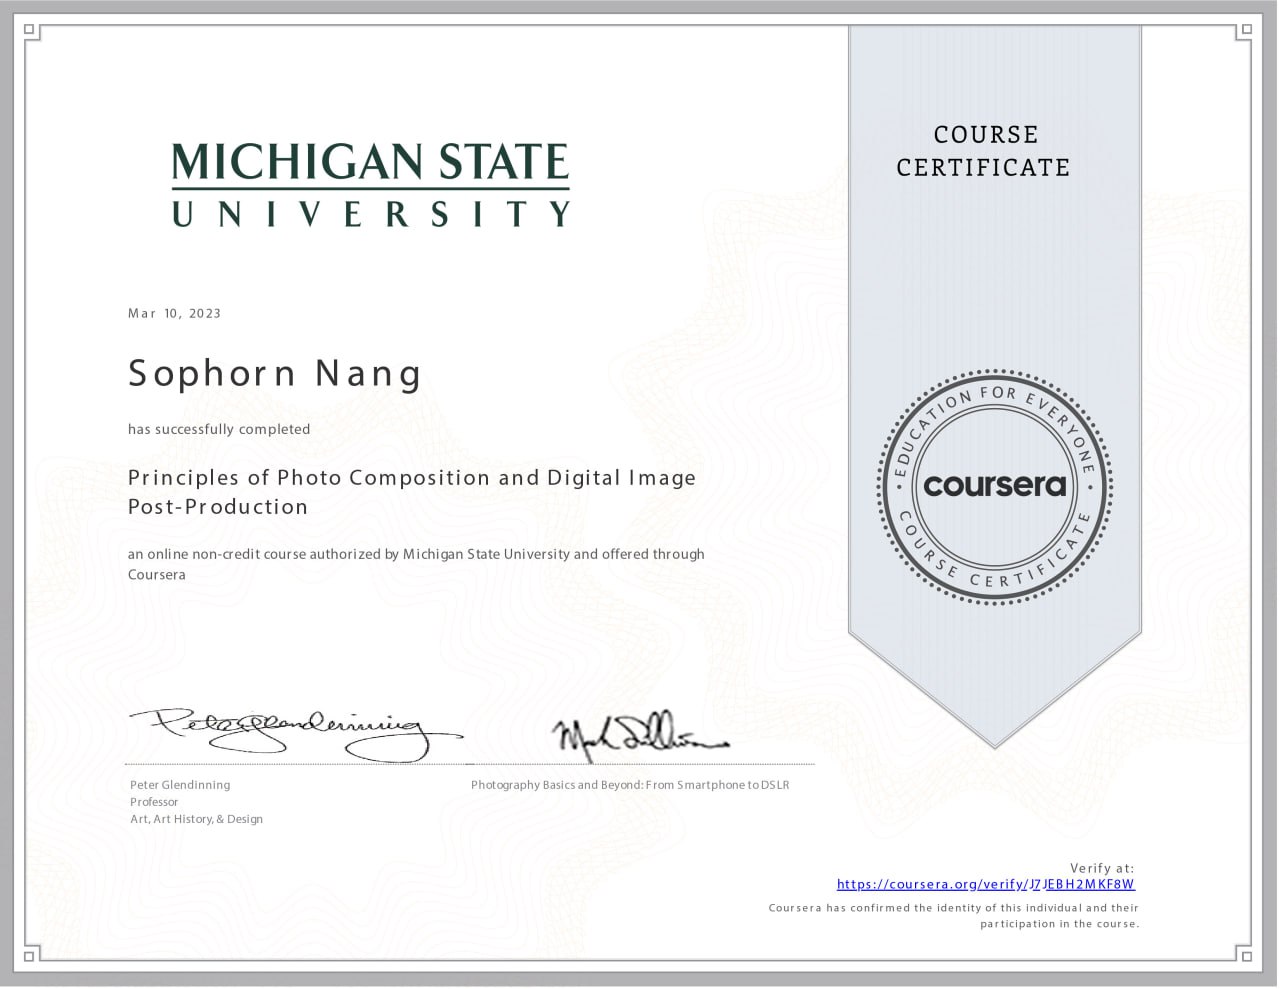 MICHIGAN STATE
UNIVERSITY
COURSE
CERTIFICATE
Mar 10, 2023
Sophorn Nang
has successfully completed
Principles of Photo Composition and Digital Image
Post-Production
an online non-credit course authorized by Michigan State University and offered through
Coursera
EDUCATION FOR EVERYONE
coursera
COURSE CERTIFICATE
Peter Glendinning
Mark Sullivan
Peter Glendinning
Professor
Art, Art History, & Design
Photography Basics and Beyond: From Smartphone to DSLR
Verify at:
https://coursera.org/verify/J7JEBH2MKF8W
Coursera has confirmed the identity of this individual and their
participation in the course.